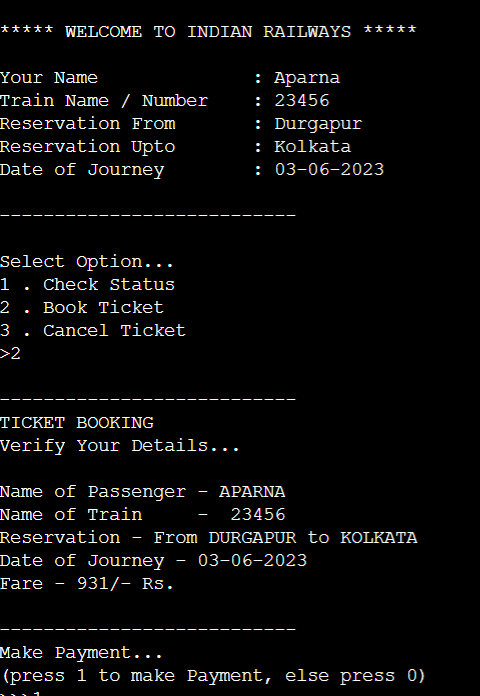 ***** WELCOME TO INDIAN RAILWAYS *****
Your Name : Aparna
Train Name / Number : 23456
Reservation From : Durgapur
Reservation Upto : Kolkata
Date of Journey : 03-06-2023
---------------------------
Select Option...
1 . Check Status
2 . Book Ticket
3 . Cancel Ticket
>2
---------------------------
TICKET BOOKING
Verify Your Details...
Name of Passenger - APARNA
Name of Train - 23456
Reservation - From DURGAPUR to KOLKATA
Date of Journey - 03-06-2023
Fare - 931/- Rs.
---------------------------
Make Payment...
(press 1 to make Payment, else press 0)
>>>1